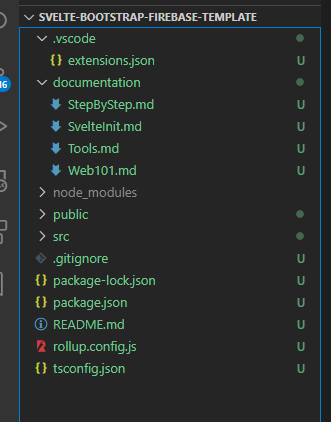 SVELTE-BOOTSTRAP-FIREBASE-TEMPLATE
.vscode
{} extensions.json U
documentation
StepByStep.md U
SvelteInit.md U
Tools.md U
Web101.md U
node_modules
public
src
.gitignore U
{} package-lock.json U
{} package.json U
README.md U
rollup.config.js U
{} tsconfig.json U